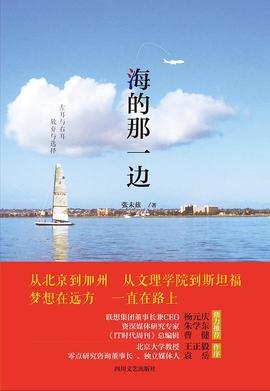 海的那一边
左耳与右耳
放弃与选择
张未兹 / 著
从北京到加州 从文理学院到斯坦福
梦想在远方 一直在路上
联想集团董事长兼CEO 杨元庆
资深媒体研究专家 朱学东
《IT时代周刊》总编辑 曹健
鼎力推荐
北京大学教授 王正毅
零点研究咨询董事长、独立媒体人 袁岳
作序
四川文艺出版社